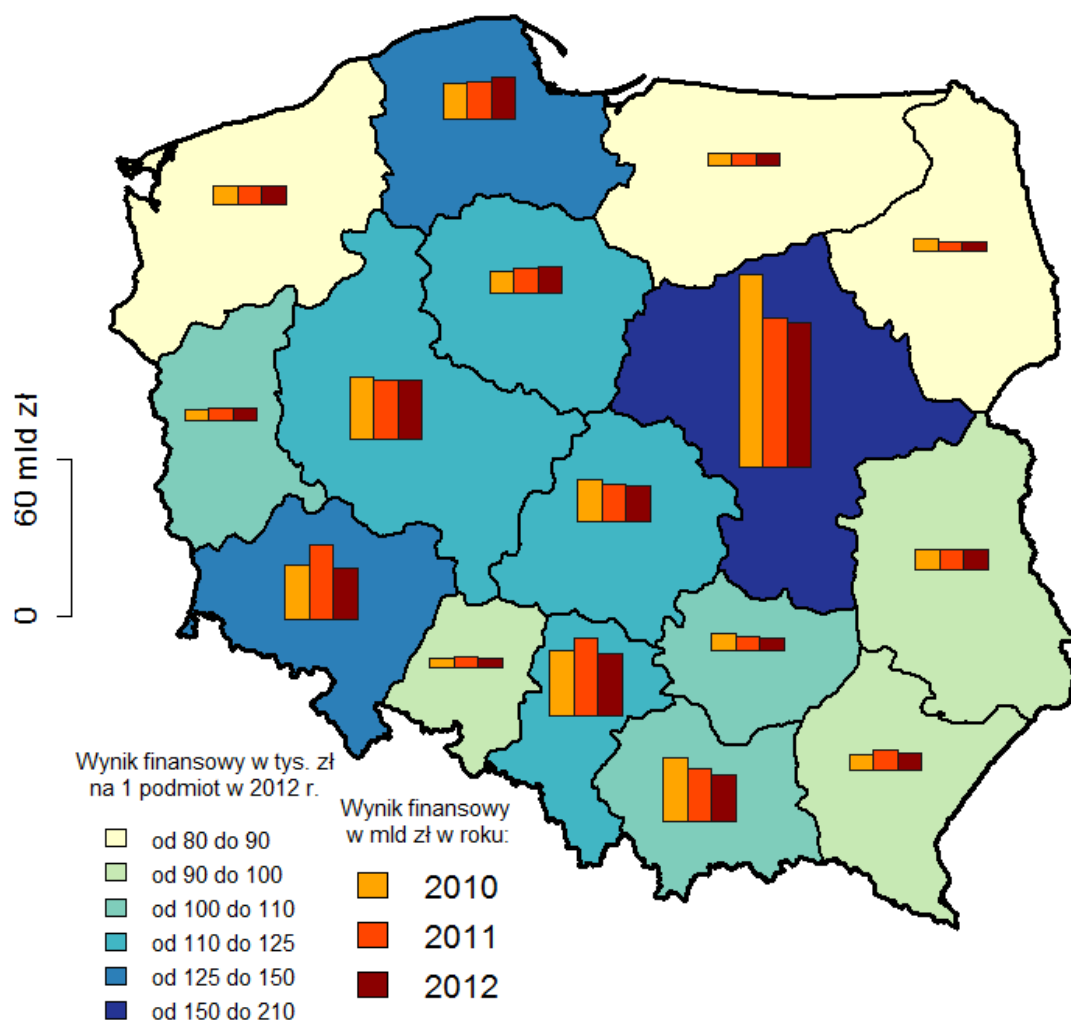 60 mld zł
0
Wynik finansowy w tys. zł
na 1 podmiot w 2012 r.
od 80 do 90
od 90 do 100
od 100 do 110
od 110 do 125
od 125 do 150
od 150 do 210
Wynik finansowy
w mld zł w roku:
2010
2011
2012